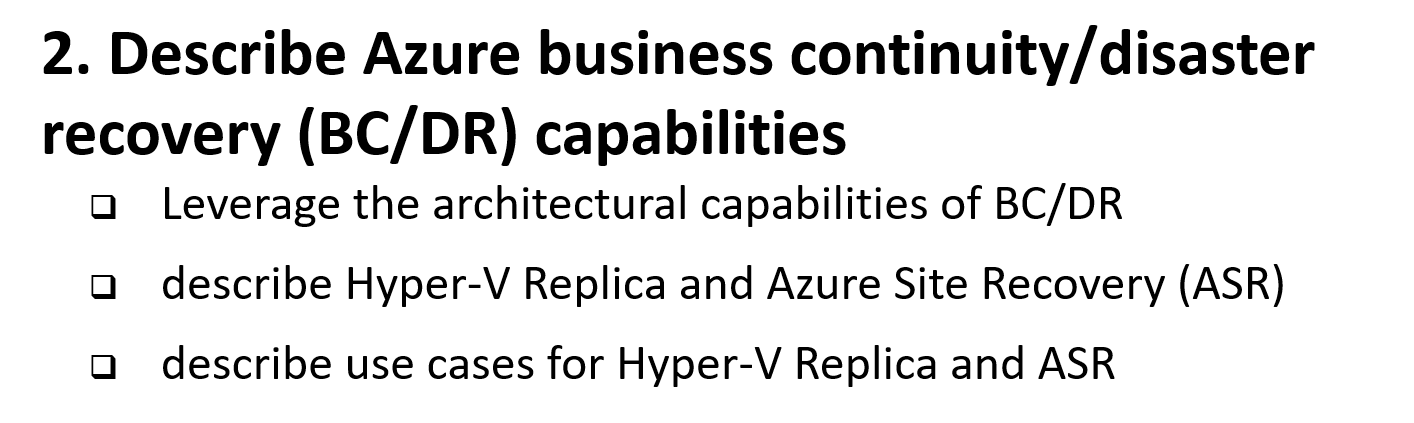 2. Describe Azure business continuity/disaster
recovery (BC/DR) capabilities
❑ Leverage the architectural capabilities of BC/DR
❑ describe Hyper-V Replica and Azure Site Recovery (ASR)
❑ describe use cases for Hyper-V Replica and ASR